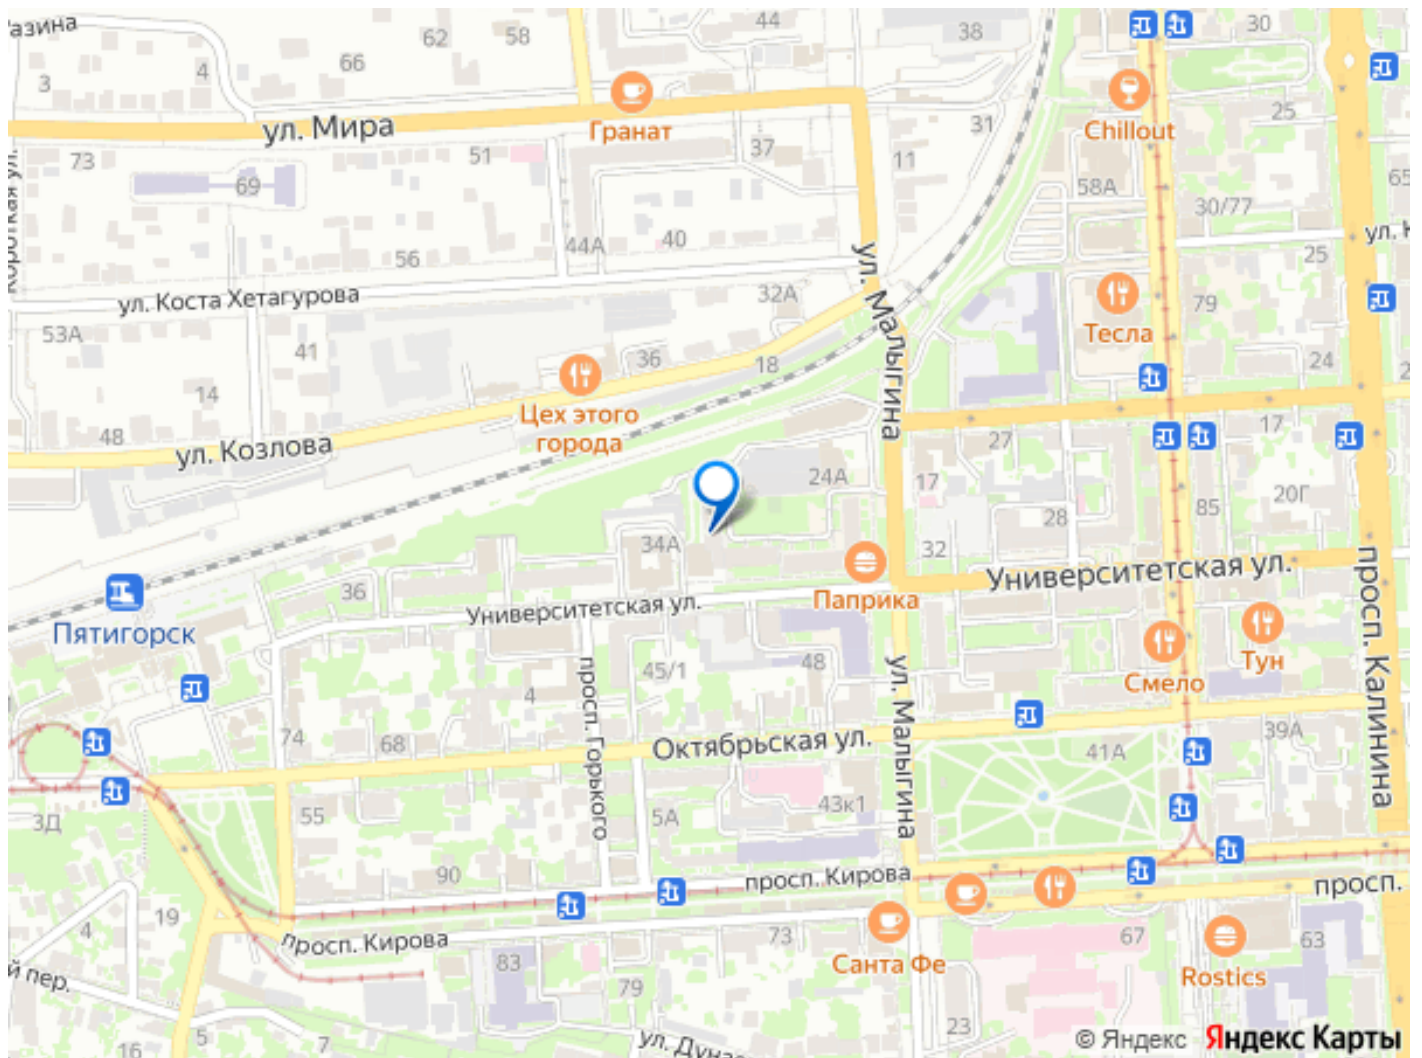 азина
62
58
44
38
30
3
4
66
ул. Мира
Гранат
Chillout
25
31
73
51
37
11
69
58А
65
Короткая ул.
30/77
44А
40
56
25
ул. К
ул. Коста Хетагурова
32А
ул. Малыгина
79
53А
41
36
18
Тесла
24
14
Цех этого
города
48
ул. Козлова
27
17
24А
17
20Г
85
28
34А
32
36
Университетская ул.
Паприка
Университетская ул.
просп. Калинина
Пятигорск
45/1
48
4
просп. Горького
ул. Малыгина
Смело
Тун
74
68
Октябрьская ул.
41А
39А
3Д
55
5А
43к1
90
просп. Кирова
просп.
19
4
просп. Кирова
83
73
Санта Фе
67
63
Rostics
й пер.
79
5
7
16
ул. Дуна
23
© Яндекс Яндекс Карты